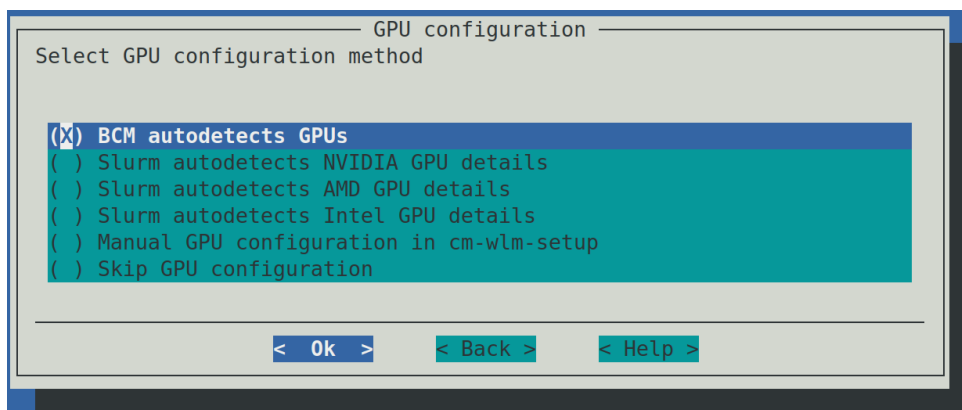 GPU configuration
Select GPU configuration method
(X) BCM autodetects GPUs
( ) Slurm autodetects NVIDIA GPU details
( ) Slurm autodetects AMD GPU details
( ) Slurm autodetects Intel GPU details
( ) Manual GPU configuration in cm-wlm-setup
( ) Skip GPU configuration
<  Ok  > < Back > < Help >